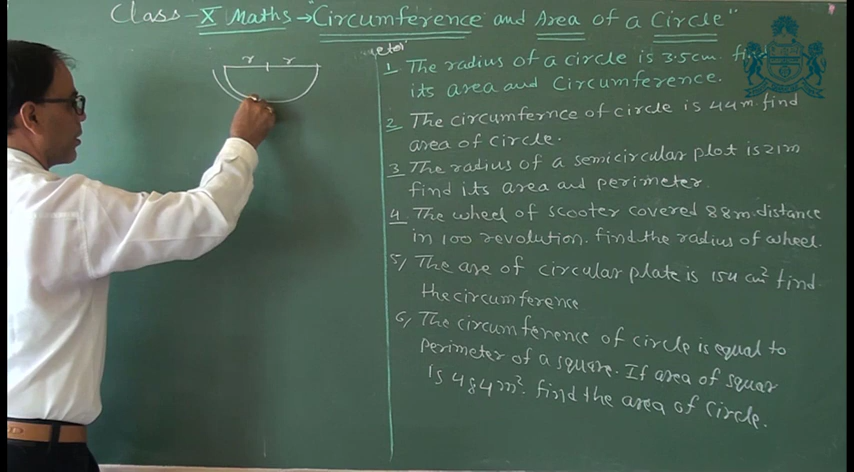 Class - X Maths → "Circumference and Area of a Circle"
r r
1 The radius of a circle is 3.5cm. find
its area and Circumference.
2 The circumfernce of circle is 44m. find
area of circle.
3 The radius of a semicircular plot is 21m
find its area and perimeter.
4. The wheel of scooter covered 88m. distance
in 100 revolution. find the radius of wheel.
5) The are of circular plate is 154 cm² find
the circumference
6) The circumference of circle is equal to
perimeter of a square. If area of squar
is 484m². find the area of circle.